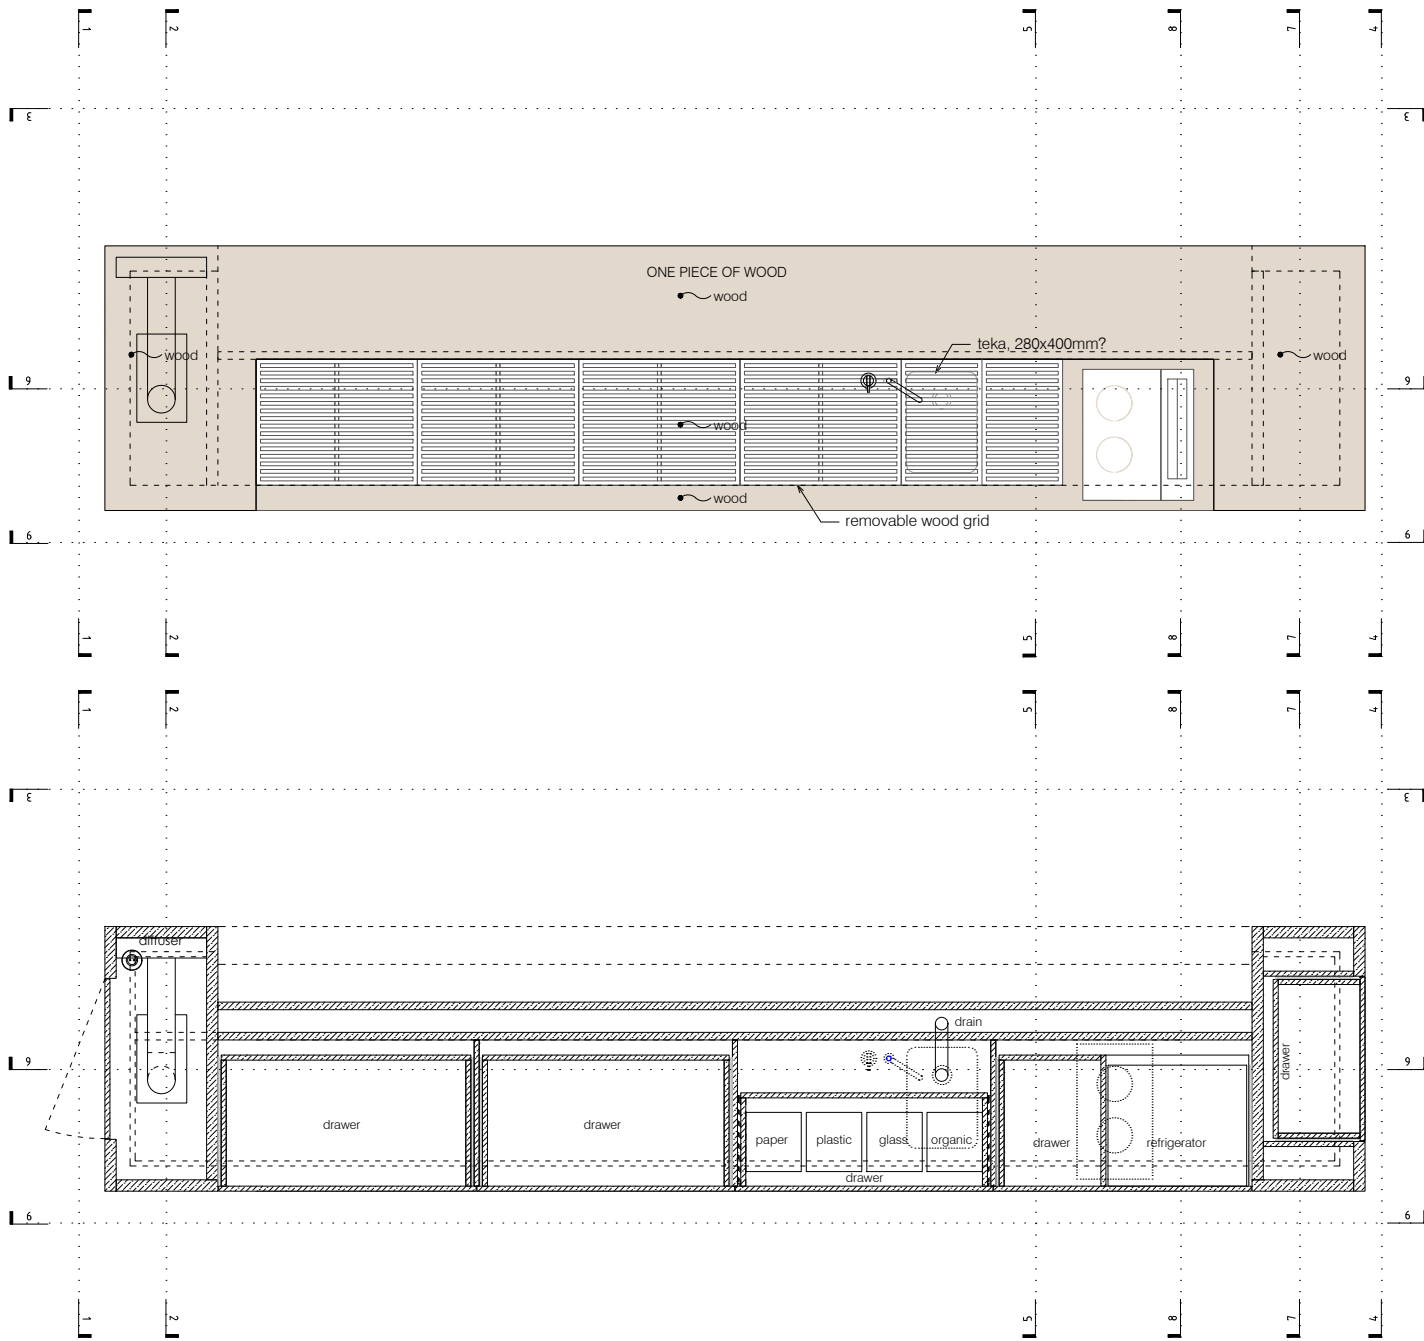 1 2 5 8 7 4
3 3
ONE PIECE OF WOOD
wood
teka, 280x400mm?
wood wood
9 9
wood
wood
removable wood grid
6 6
1 2 5 8 7 4
1 2 5 8 7 4
3 3
diffuser
drain
9 9
drawer
drawer drawer
paper plastic glass organic drawer refrigerator
drawer
6 6
1 2 5 8 7 4